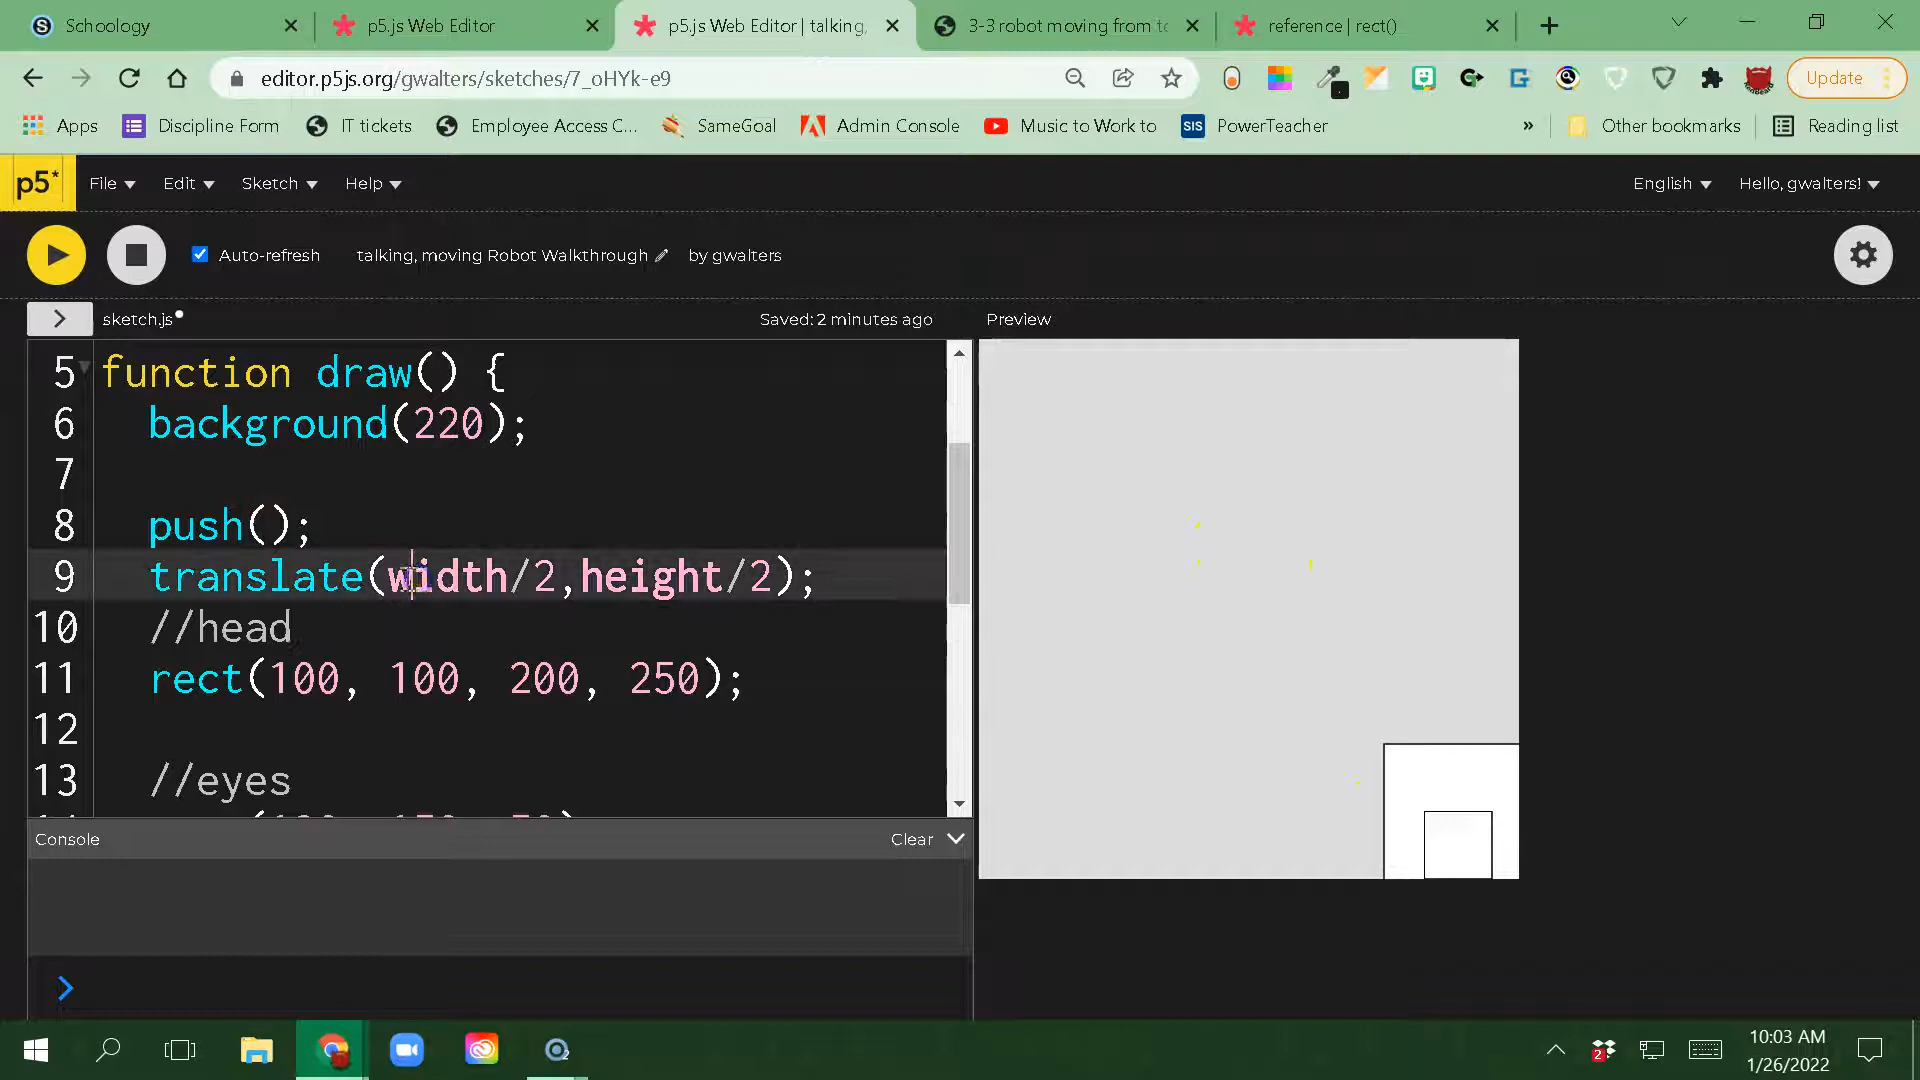 Schoology
p5.js Web Editor
p5.js Web Editor | talking,
3-3 robot moving from to
reference | rect()
editor.p5js.org/gwalters/sketches/7_oHYk-e9
Update
Apps
Discipline Form
IT tickets
Employee Access C...
SameGoal
Admin Console
Music to Work to
SIS
PowerTeacher
»
Other bookmarks
Reading list
p5*
File
Edit
Sketch
Help
English
Hello, gwalters!
Auto-refresh
talking, moving Robot Walkthrough
by gwalters
sketch.js
Saved: 2 minutes ago
Preview
5 function draw() {
6 background(220);
7
8 push();
9 translate(width/2,height/2);
10 //head
11 rect(100, 100, 200, 250);
12
13 //eyes
Console
Clear
10:03 AM
1/26/2022
2
2